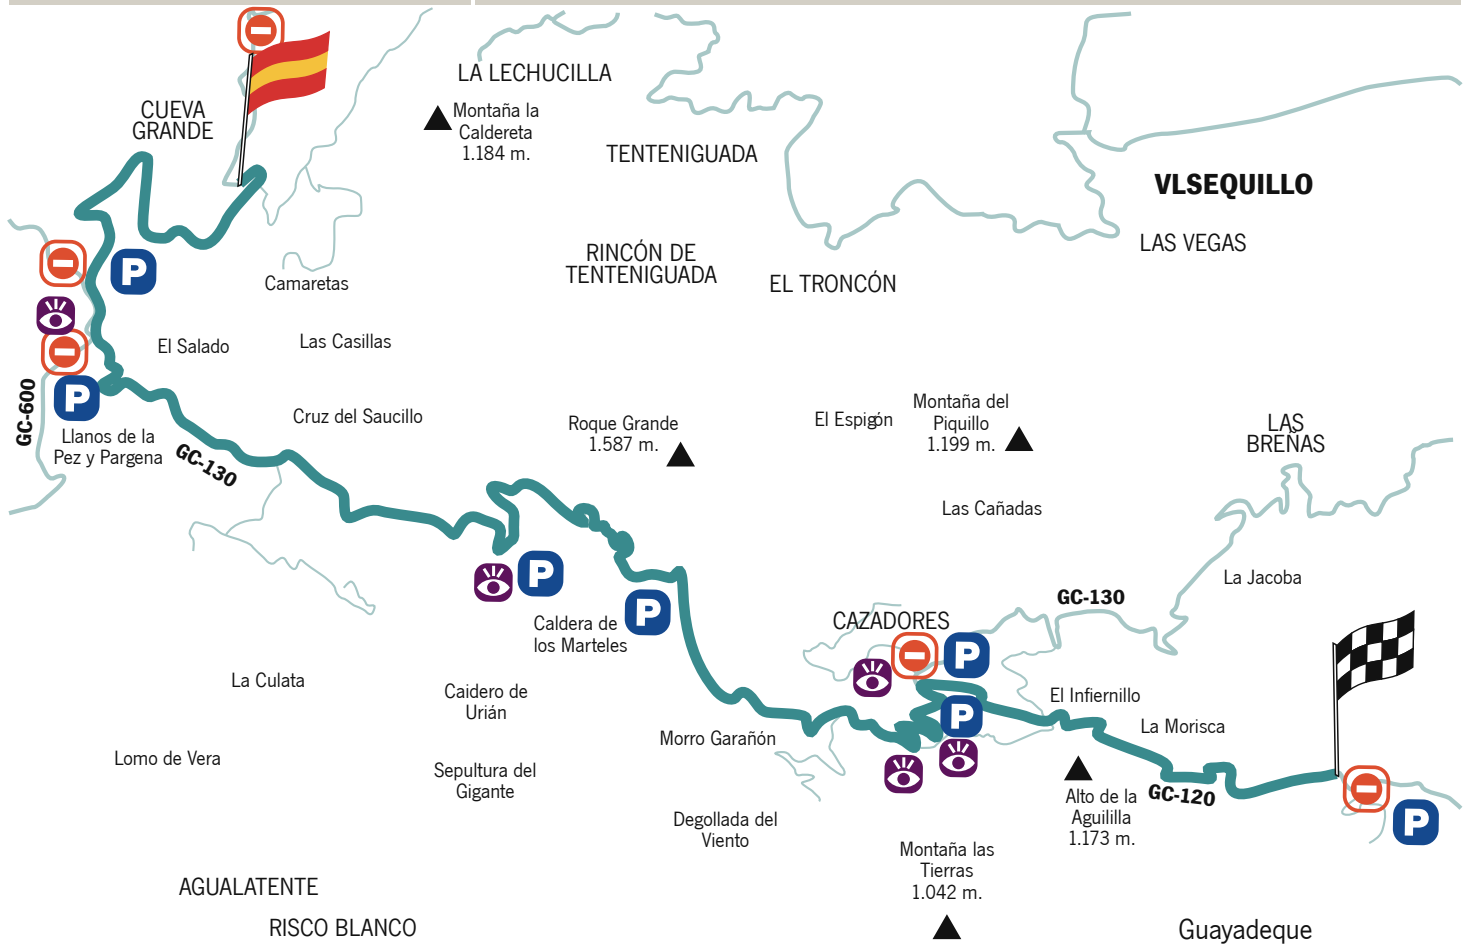 LA LECHUCILLA
CUEVA
GRANDE
Montaña la
Caldereta
1.184 m.
TENTENIGUADA
VLSEQUILLO
LAS VEGAS
RINCÓN DE
TENTENIGUADA
EL TRONCÓN
P
Camaretas
El Salado
Las Casillas
GC-600
P
Llanos de la
Pez y Pargena
GC-130
Cruz del Saucillo
Roque Grande
1.587 m.
El Espigón
Montaña del
Piquillo
1.199 m.
LAS
BREÑAS
Las Cañadas
P
Caldera de
los Marteles
P
La Jacoba
GC-130
CAZADORES
P
La Culata
Caidero de
Urián
El Infiernillo
P
La Morisca
Morro Garañón
Lomo de Vera
Sepultura del
Gigante
Alto de la
Aguililla
1.173 m.
GC-120
P
Degollada del
Viento
Montaña las
Tierras
1.042 m.
AGUALATENTE
RISCO BLANCO
Guayadeque